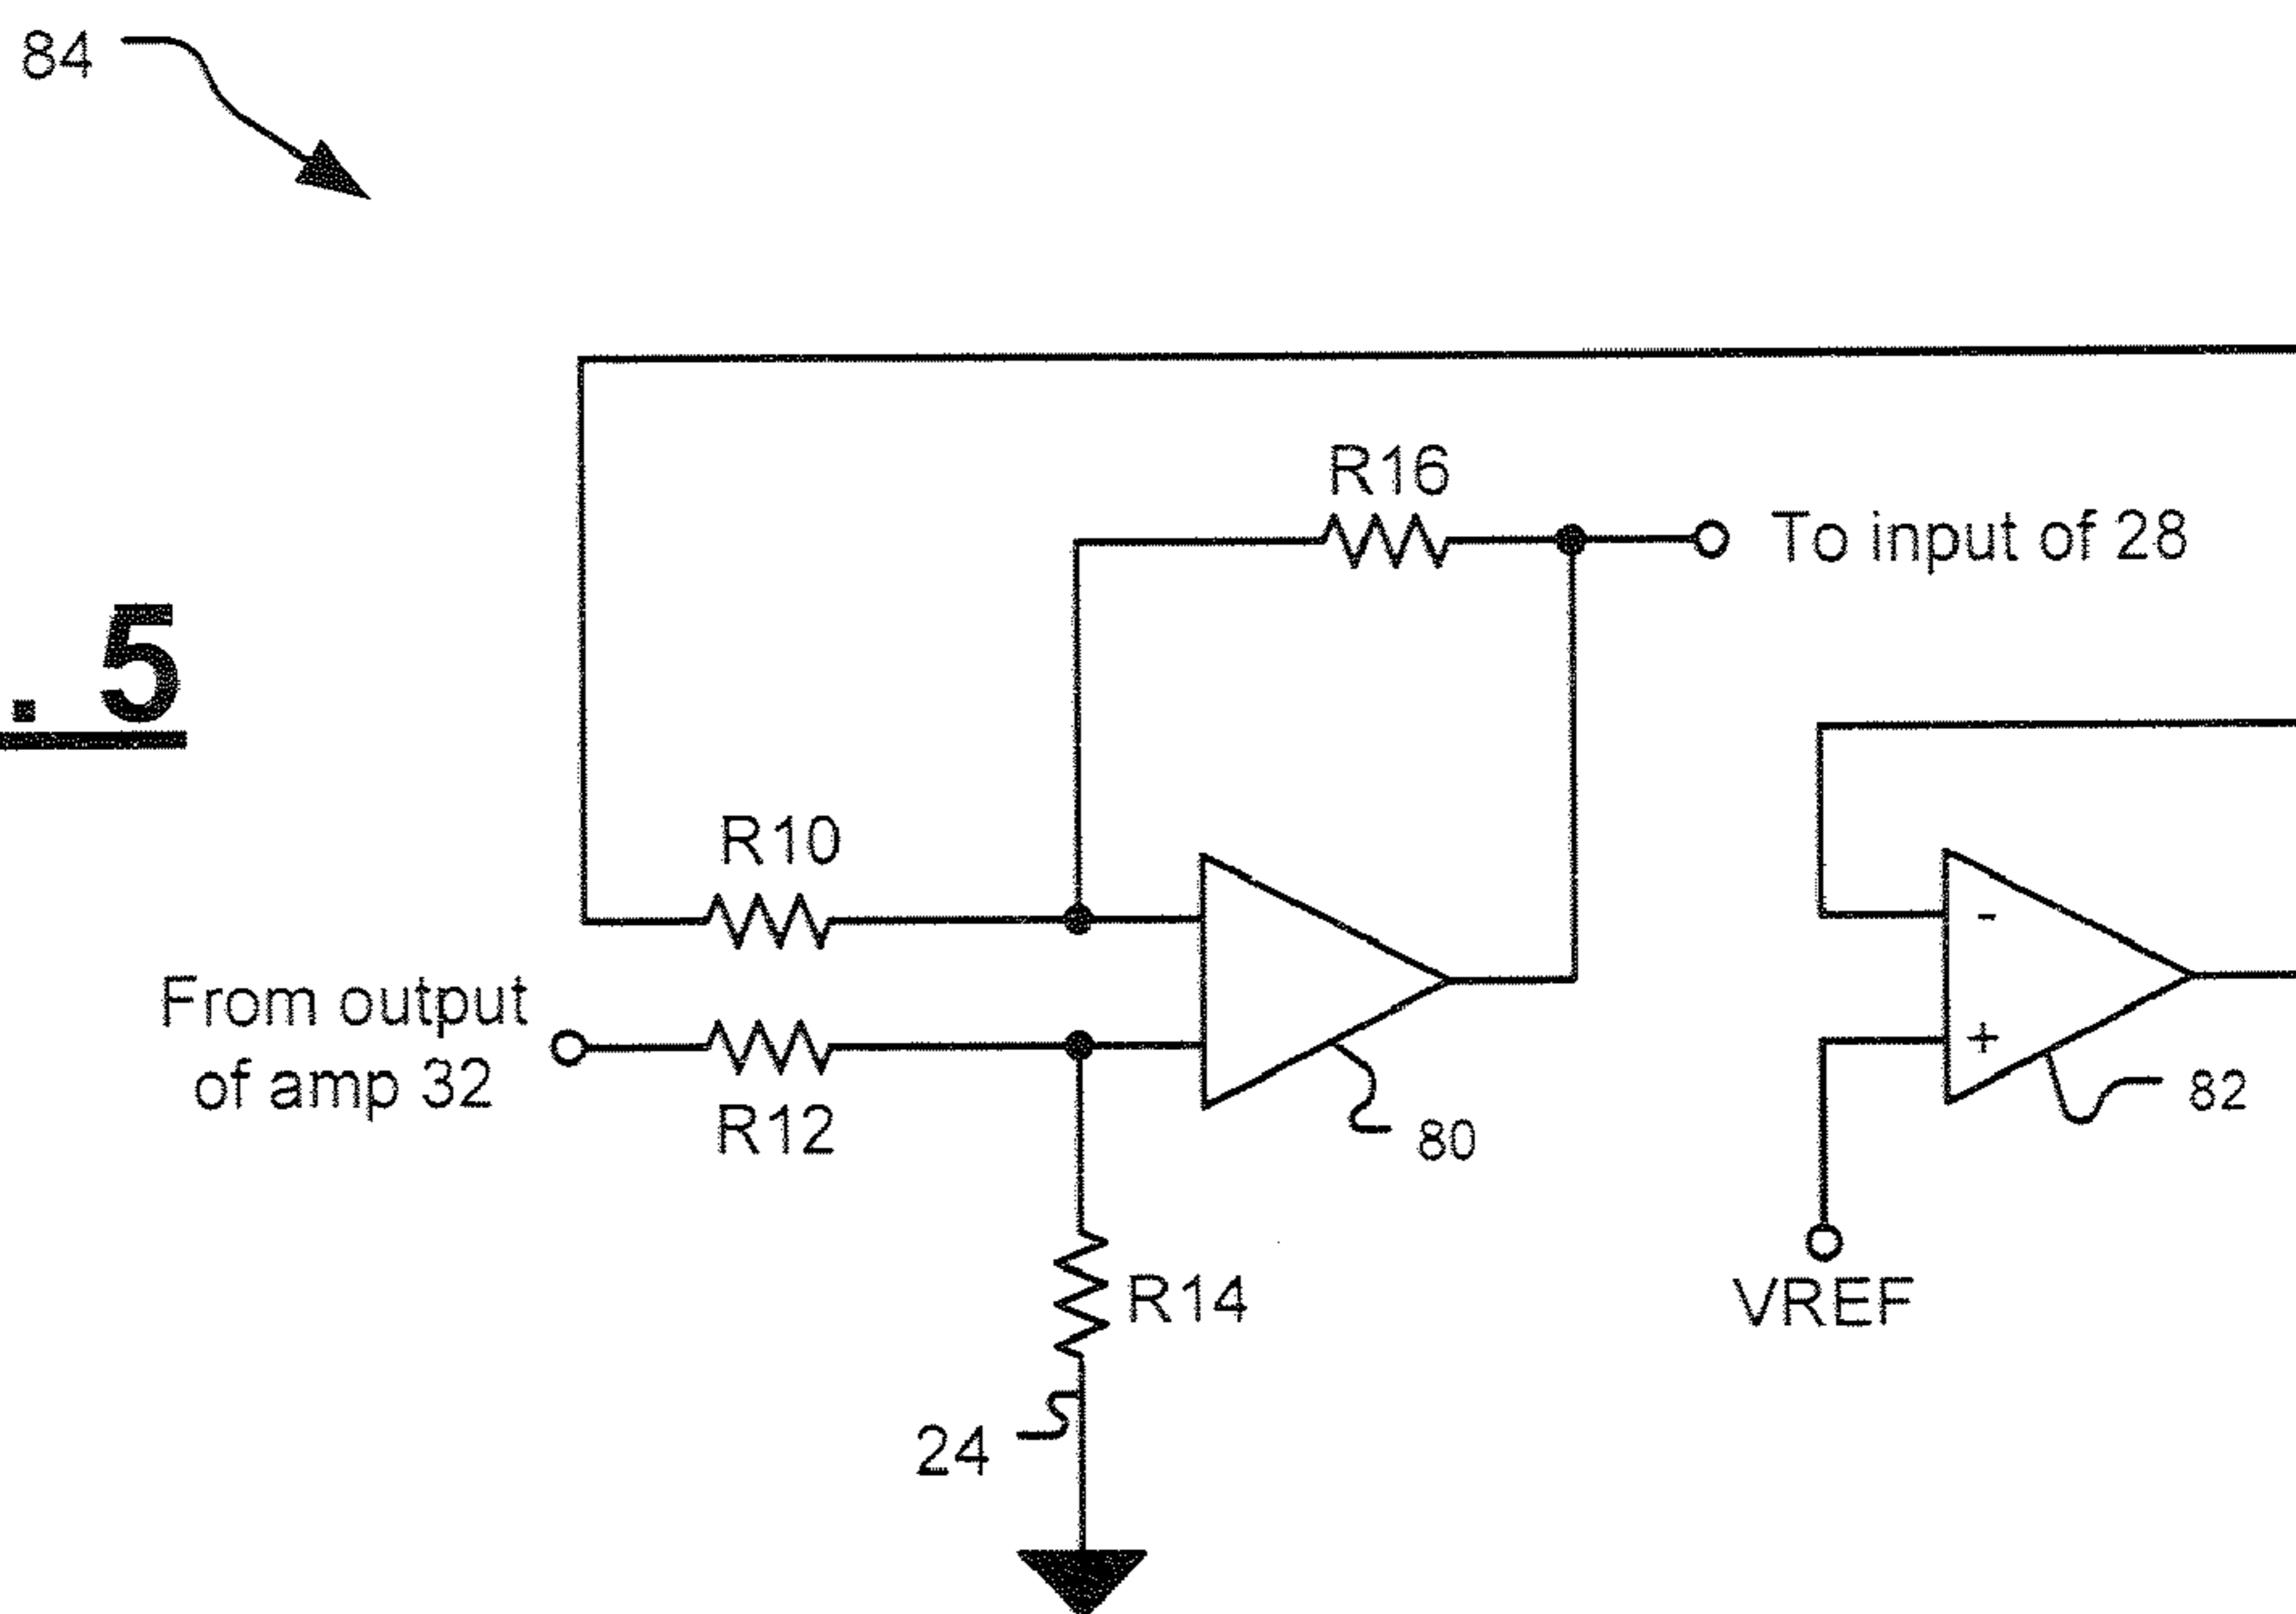 84
R16
To input of 28
. 5
R10
From output
of amp 32
R12
80
-
+
82
R14
VREF
24